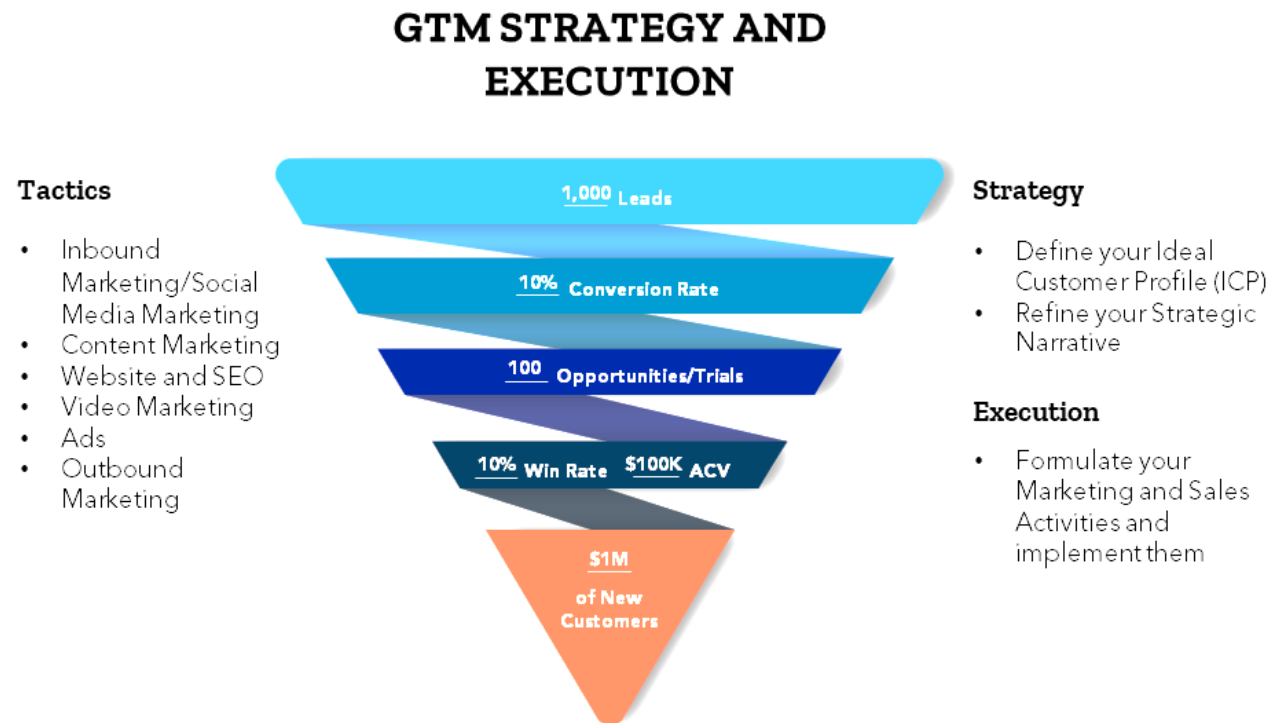 GTM STRATEGY AND
EXECUTION
Tactics
• Inbound
Marketing/Social
Media Marketing
• Content Marketing
• Website and SEO
• Video Marketing
• Ads
• Outbound
Marketing
1,000 Leads
10% Conversion Rate
100 Opportunities/Trials
10% Win Rate $100K ACV
$1M
of New
Customers
Strategy
• Define your Ideal
Customer Profile (ICP)
• Refine your Strategic
Narrative
Execution
• Formulate your
Marketing and Sales
Activities and
implement them